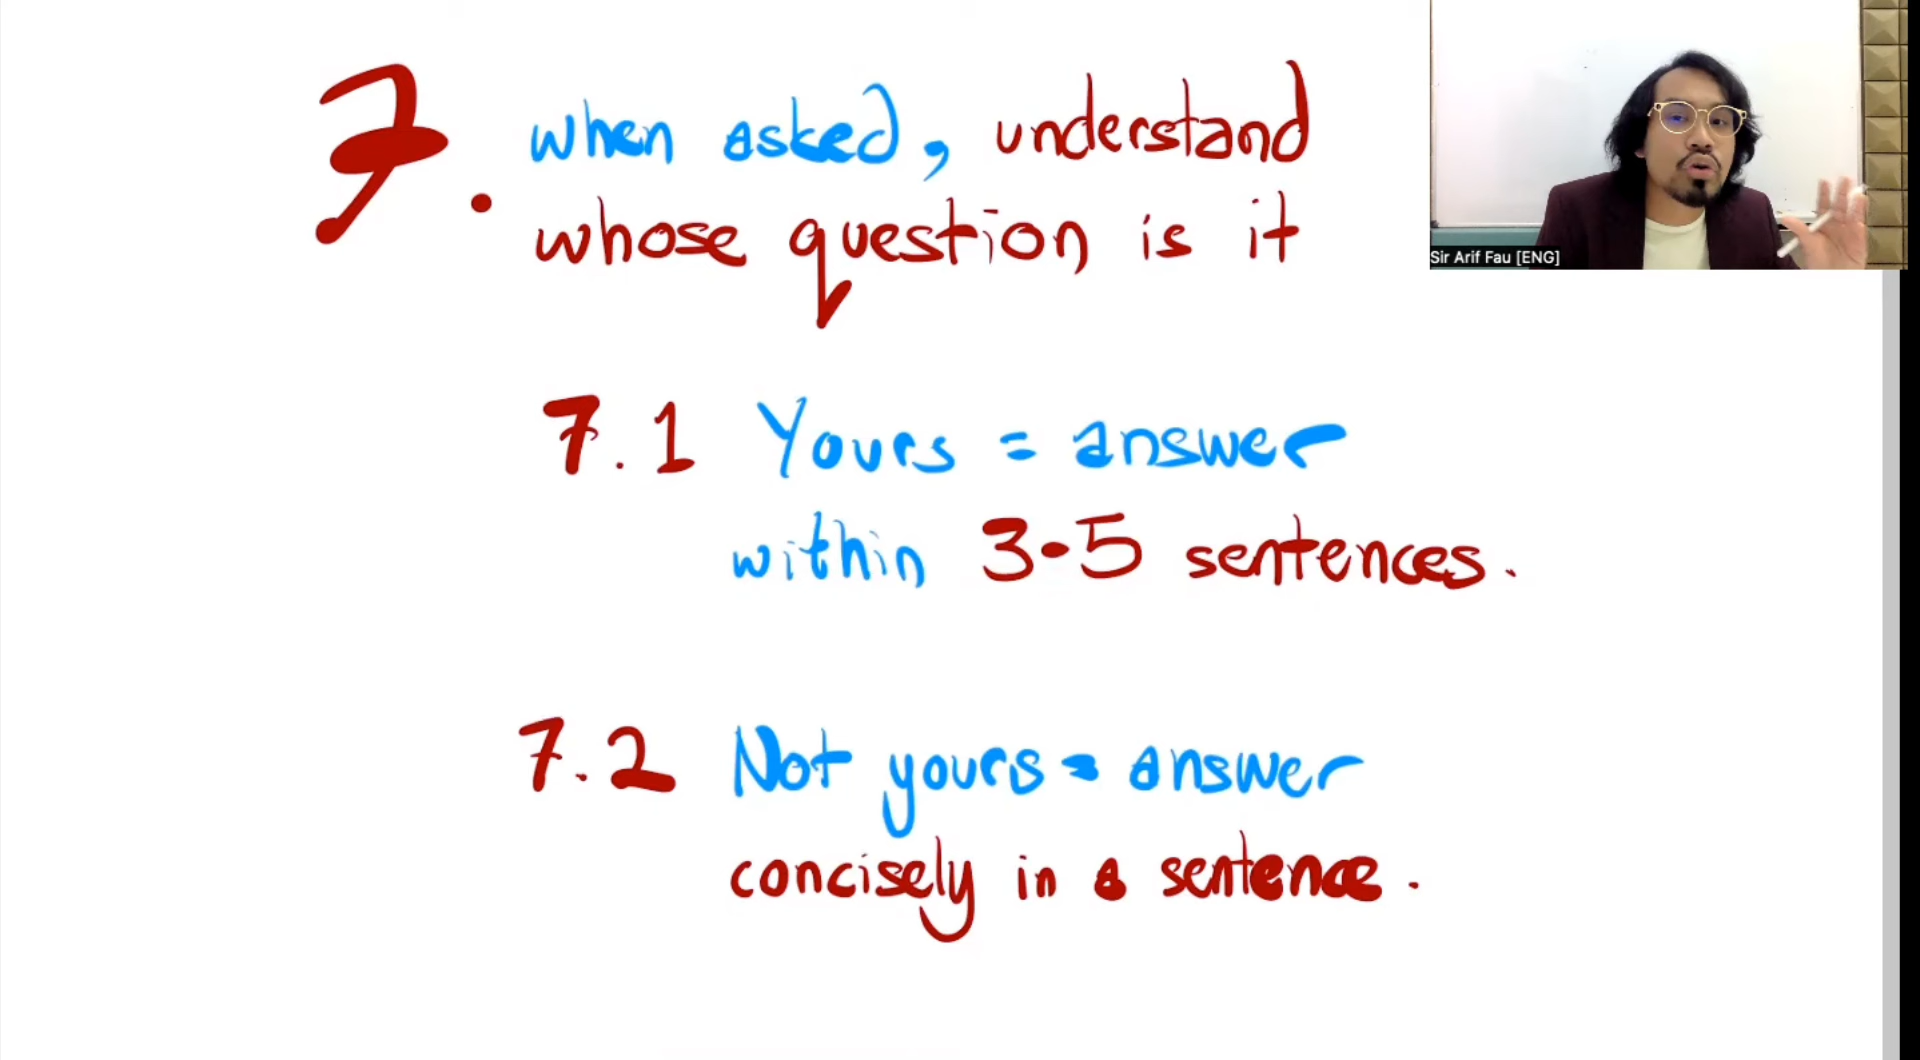 7. when asked, understand
whose question is it
Sir Arif Fau [ENG]
7.1 Yours = answer
within 3-5 sentences.
7.2 Not yours = answer
concisely in a sentence.